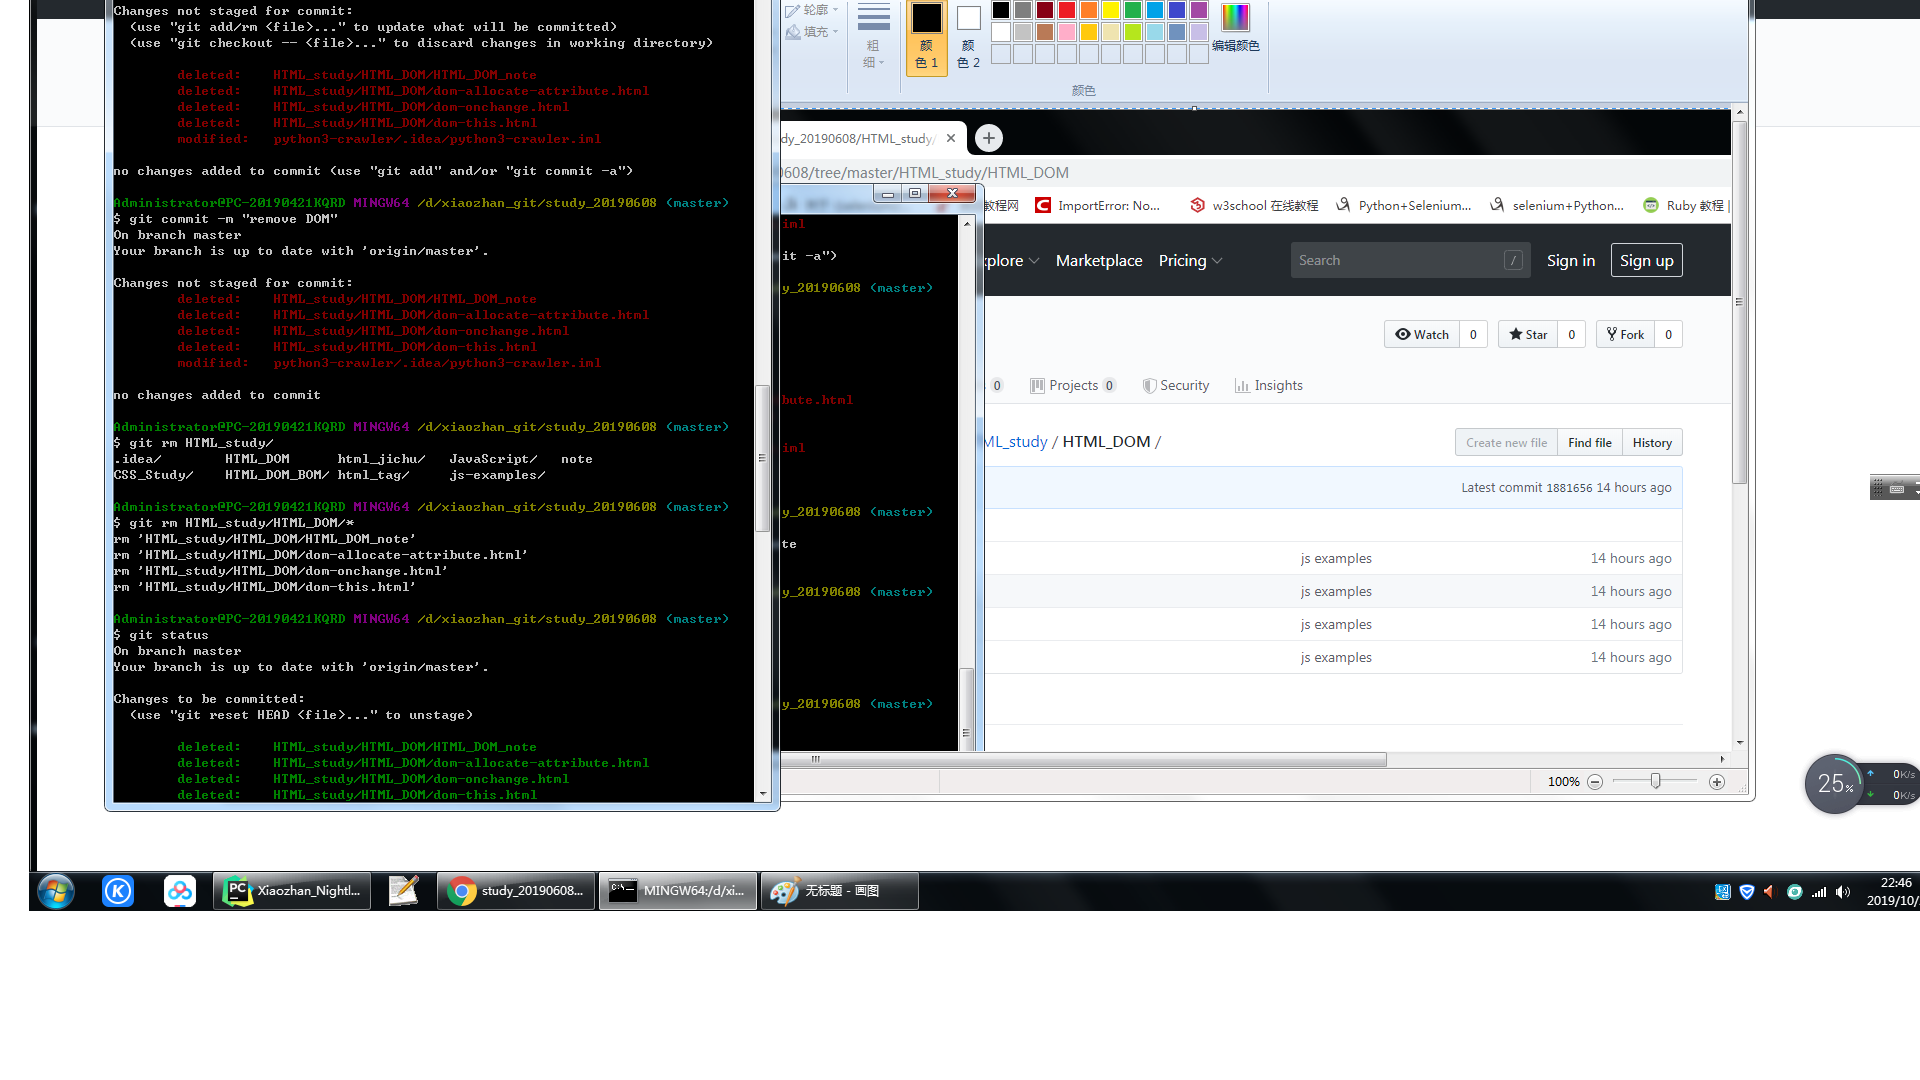 Changes not staged for commit:
(use "git add/rm <file>..." to update what will be committed)
(use "git checkout -- <file>..." to discard changes in working directory)
deleted: HTML_study/HTML_DOM/HTML_DOM_note
deleted: HTML_study/HTML_DOM/dom-allocate-attribute.html
deleted: HTML_study/HTML_DOM/dom-onchange.html
deleted: HTML_study/HTML_DOM/dom-this.html
modified: python3-crawler/.idea/python3-crawler.iml
no changes added to commit (use "git add" and/or "git commit -a")
Administrator@PC-20190421KQRD MINGW64 /d/xiaozhan_git/study_20190608 (master)
$ git commit -m "remove DOM"
On branch master
Your branch is up to date with 'origin/master'.
Changes not staged for commit:
deleted: HTML_study/HTML_DOM/HTML_DOM_note
deleted: HTML_study/HTML_DOM/dom-allocate-attribute.html
deleted: HTML_study/HTML_DOM/dom-onchange.html
deleted: HTML_study/HTML_DOM/dom-this.html
modified: python3-crawler/.idea/python3-crawler.iml
no changes added to commit
Administrator@PC-20190421KQRD MINGW64 /d/xiaozhan_git/study_20190608 (master)
$ git rm HTML_study/
.idea/ HTML_DOM html_jichu/ JavaScript/ note
CSS_Study/ HTML_DOM_BOM/ html_tag/ js-examples/
Administrator@PC-20190421KQRD MINGW64 /d/xiaozhan_git/study_20190608 (master)
$ git rm HTML_study/HTML_DOM/*
rm 'HTML_study/HTML_DOM/HTML_DOM_note'
rm 'HTML_study/HTML_DOM/dom-allocate-attribute.html'
rm 'HTML_study/HTML_DOM/dom-onchange.html'
rm 'HTML_study/HTML_DOM/dom-this.html'
Administrator@PC-20190421KQRD MINGW64 /d/xiaozhan_git/study_20190608 (master)
$ git status
On branch master
Your branch is up to date with 'origin/master'.
Changes to be committed:
(use "git reset HEAD <file>..." to unstage)
deleted: HTML_study/HTML_DOM/HTML_DOM_note
deleted: HTML_study/HTML_DOM/dom-allocate-attribute.html
deleted: HTML_study/HTML_DOM/dom-onchange.html
deleted: HTML_study/HTML_DOM/dom-this.html
轮廓
填充
粗
细
颜
色 1
颜
色 2
编辑颜色
颜色
dy_20190608/HTML_study/
0608/tree/master/HTML_study/HTML_DOM
教程网 ImportError: No... w3school 在线教程 Python+Selenium... selenium+Python... Ruby 教程
iml
it -a")
y_20190608 (master)
bute.html
iml
y_20190608 (master)
te
y_20190608 (master)
y_20190608 (master)
xplore Marketplace Pricing Search / Sign in Sign up
Watch 0 Star 0 Fork 0
0 Projects 0 Security Insights
ML_study / HTML_DOM / Create new file Find file History
Latest commit 1881656 14 hours ago
js examples 14 hours ago
js examples 14 hours ago
js examples 14 hours ago
js examples 14 hours ago
100%
25% 0K/s
0K/s
Xiaozhan_Nightl... study_20190608... MINGW64:/d/xi... 无标题 - 画图
22:46
2019/10/